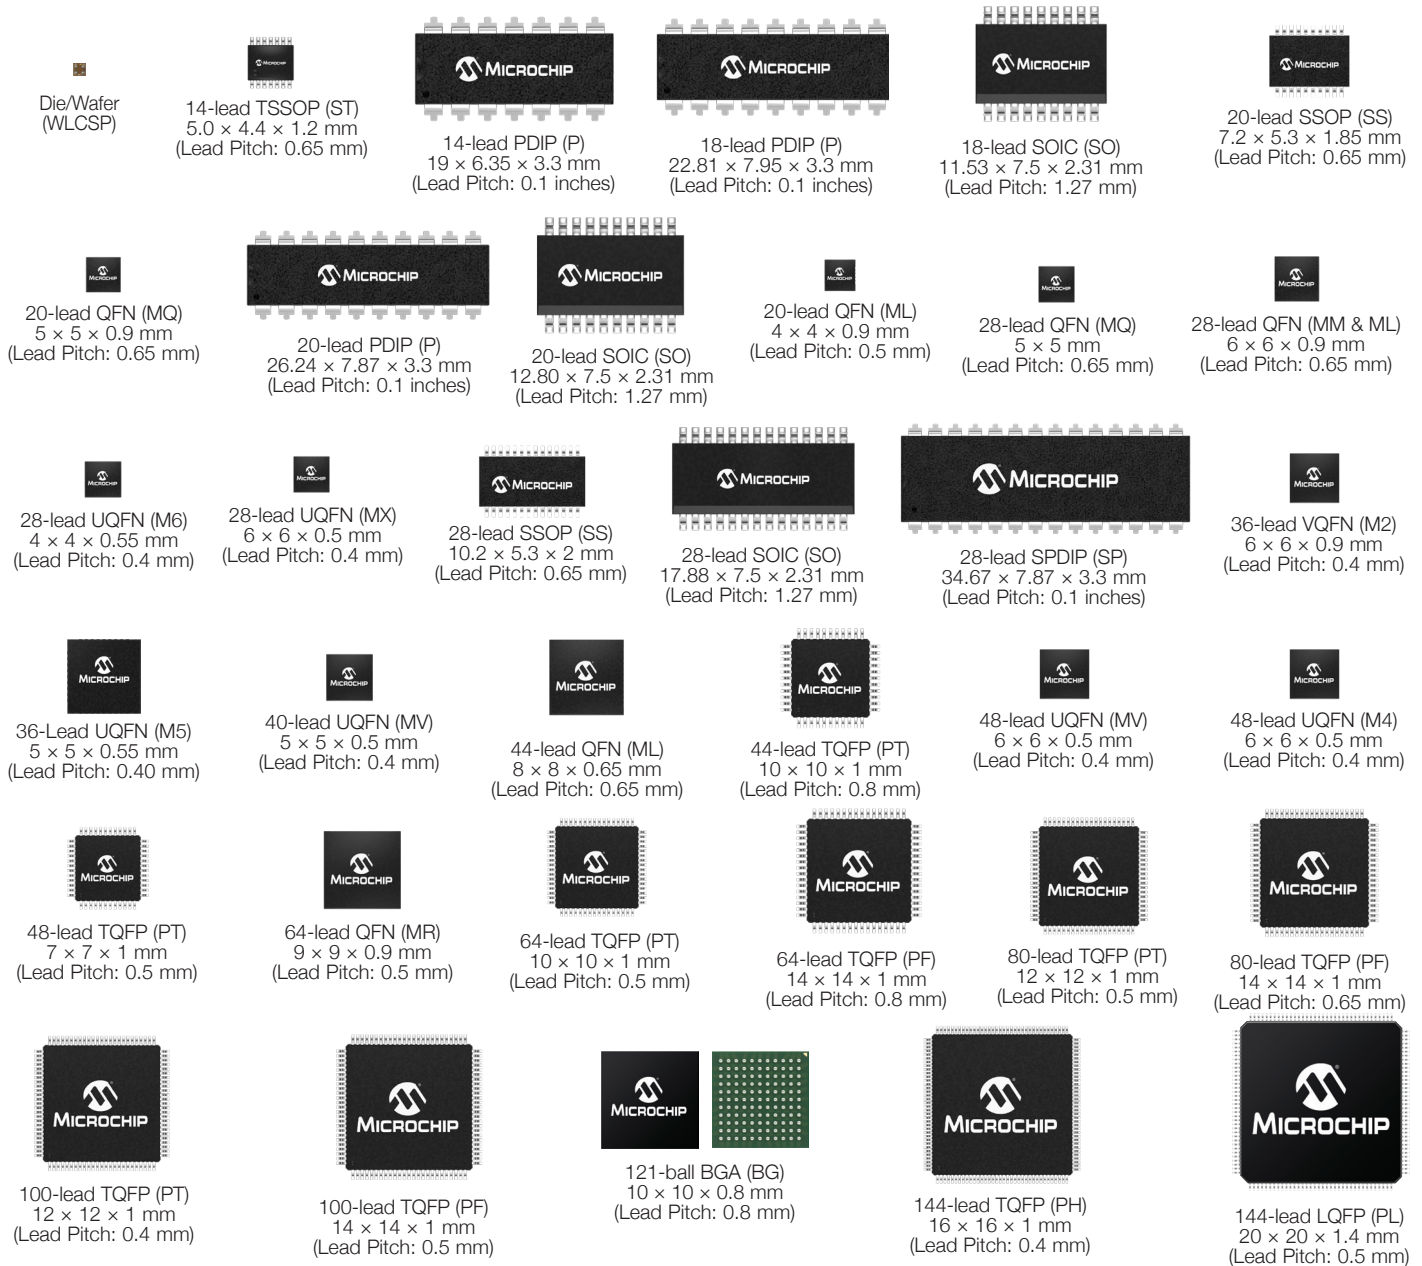 MICROCHIP
Die/Wafer
(WLCSP)
MICROCHIP
14-lead TSSOP (ST)
5.0 × 4.4 × 1.2 mm
(Lead Pitch: 0.65 mm)
MICROCHIP
14-lead PDIP (P)
19 × 6.35 × 3.3 mm
(Lead Pitch: 0.1 inches)
MICROCHIP
18-lead PDIP (P)
22.81 × 7.95 × 3.3 mm
(Lead Pitch: 0.1 inches)
MICROCHIP
18-lead SOIC (SO)
11.53 × 7.5 × 2.31 mm
(Lead Pitch: 1.27 mm)
MICROCHIP
20-lead SSOP (SS)
7.2 × 5.3 × 1.85 mm
(Lead Pitch: 0.65 mm)
MICROCHIP
20-lead QFN (MQ)
5 × 5 × 0.9 mm
(Lead Pitch: 0.65 mm)
MICROCHIP
20-lead PDIP (P)
26.24 × 7.87 × 3.3 mm
(Lead Pitch: 0.1 inches)
MICROCHIP
20-lead SOIC (SO)
12.80 × 7.5 × 2.31 mm
(Lead Pitch: 1.27 mm)
MICROCHIP
20-lead QFN (ML)
4 × 4 × 0.9 mm
(Lead Pitch: 0.5 mm)
MICROCHIP
28-lead QFN (MQ)
5 × 5 mm
(Lead Pitch: 0.65 mm)
MICROCHIP
28-lead QFN (MM & ML)
6 × 6 × 0.9 mm
(Lead Pitch: 0.65 mm)
MICROCHIP
28-lead UQFN (M6)
4 × 4 × 0.55 mm
(Lead Pitch: 0.4 mm)
MICROCHIP
28-lead UQFN (MX)
6 × 6 × 0.5 mm
(Lead Pitch: 0.4 mm)
MICROCHIP
28-lead SSOP (SS)
10.2 × 5.3 × 2 mm
(Lead Pitch: 0.65 mm)
MICROCHIP
28-lead SOIC (SO)
17.88 × 7.5 × 2.31 mm
(Lead Pitch: 1.27 mm)
MICROCHIP
28-lead SPDIP (SP)
34.67 × 7.87 × 3.3 mm
(Lead Pitch: 0.1 inches)
MICROCHIP
36-lead VQFN (M2)
6 × 6 × 0.9 mm
(Lead Pitch: 0.4 mm)
MICROCHIP
36-Lead UQFN (M5)
5 × 5 × 0.55 mm
(Lead Pitch: 0.40 mm)
MICROCHIP
40-lead UQFN (MV)
5 × 5 × 0.5 mm
(Lead Pitch: 0.4 mm)
MICROCHIP
44-lead QFN (ML)
8 × 8 × 0.65 mm
(Lead Pitch: 0.65 mm)
MICROCHIP
44-lead TQFP (PT)
10 × 10 × 1 mm
(Lead Pitch: 0.8 mm)
MICROCHIP
48-lead UQFN (MV)
6 × 6 × 0.5 mm
(Lead Pitch: 0.4 mm)
MICROCHIP
48-lead UQFN (M4)
6 × 6 × 0.5 mm
(Lead Pitch: 0.4 mm)
MICROCHIP
48-lead TQFP (PT)
7 × 7 × 1 mm
(Lead Pitch: 0.5 mm)
MICROCHIP
64-lead QFN (MR)
9 × 9 × 0.9 mm
(Lead Pitch: 0.5 mm)
MICROCHIP
64-lead TQFP (PT)
10 × 10 × 1 mm
(Lead Pitch: 0.5 mm)
MICROCHIP
64-lead TQFP (PF)
14 × 14 × 1 mm
(Lead Pitch: 0.8 mm)
MICROCHIP
80-lead TQFP (PT)
12 × 12 × 1 mm
(Lead Pitch: 0.5 mm)
MICROCHIP
80-lead TQFP (PF)
14 × 14 × 1 mm
(Lead Pitch: 0.65 mm)
MICROCHIP
100-lead TQFP (PT)
12 × 12 × 1 mm
(Lead Pitch: 0.4 mm)
MICROCHIP
100-lead TQFP (PF)
14 × 14 × 1 mm
(Lead Pitch: 0.5 mm)
MICROCHIP
121-ball BGA (BG)
10 × 10 × 0.8 mm
(Lead Pitch: 0.8 mm)
MICROCHIP
144-lead TQFP (PH)
16 × 16 × 1 mm
(Lead Pitch: 0.4 mm)
MICROCHIP
144-lead LQFP (PL)
20 × 20 × 1.4 mm
(Lead Pitch: 0.5 mm)